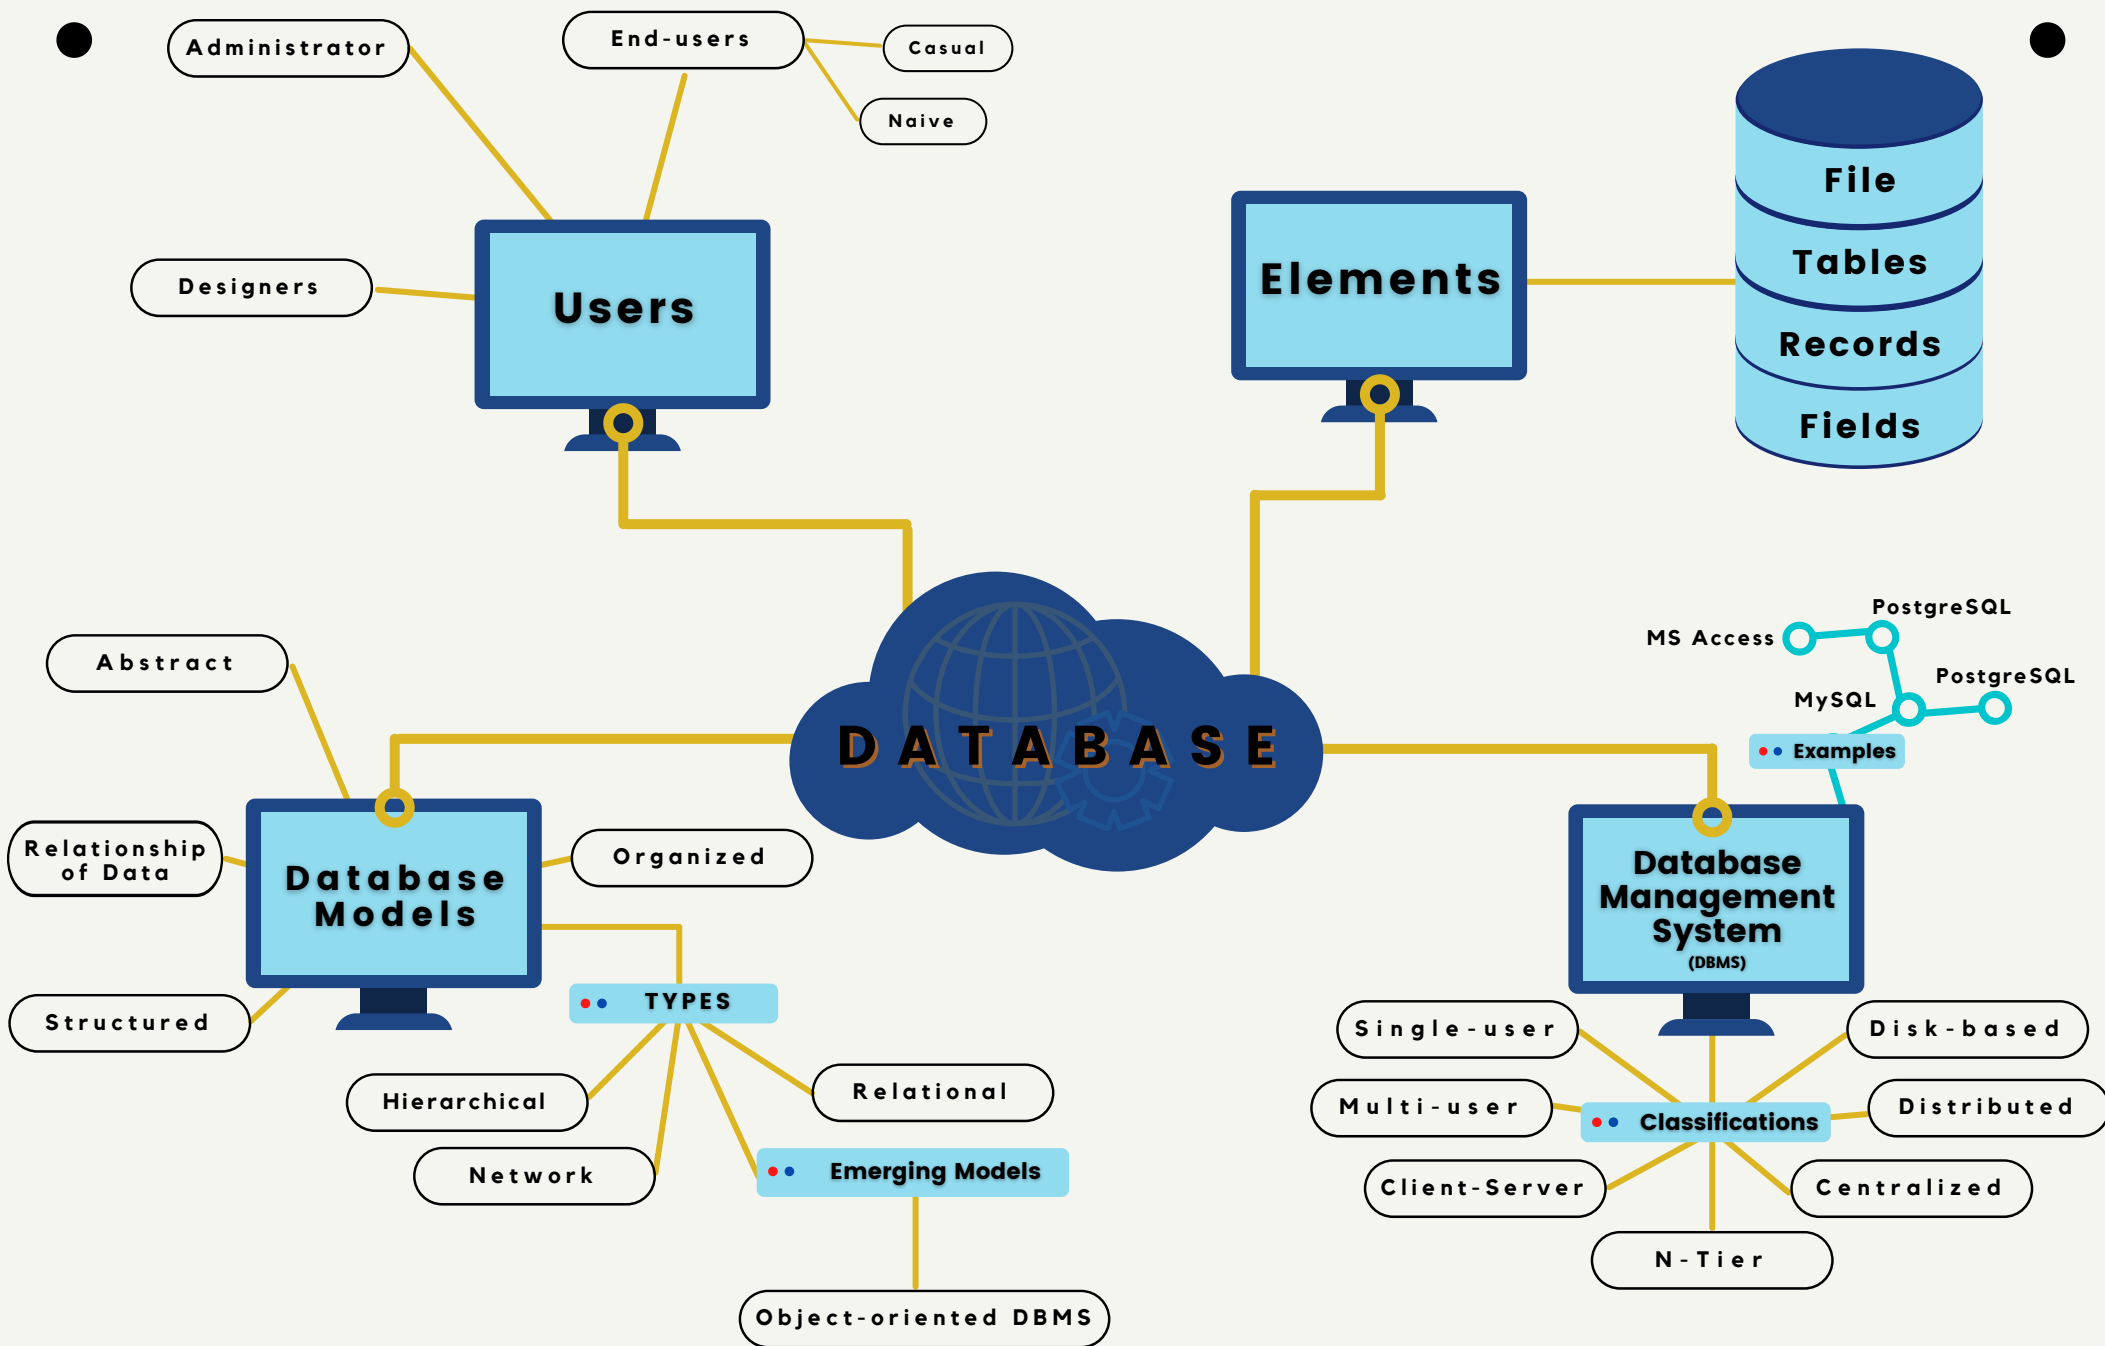 Administrator
End-users
Casual
Naive
Designers
Users
Elements
File
Tables
Records
Fields
DATABASE
Abstract
Relationship
of Data
Database
Models
Organized
Structured
TYPES
Hierarchical
Network
Relational
Emerging Models
Object-oriented DBMS
PostgreSQL
MS Access
PostgreSQL
MySQL
Examples
Database
Management
System
(DBMS)
Single-user
Disk-based
Multi-user
Classifications
Distributed
Client-Server
Centralized
N-Tier